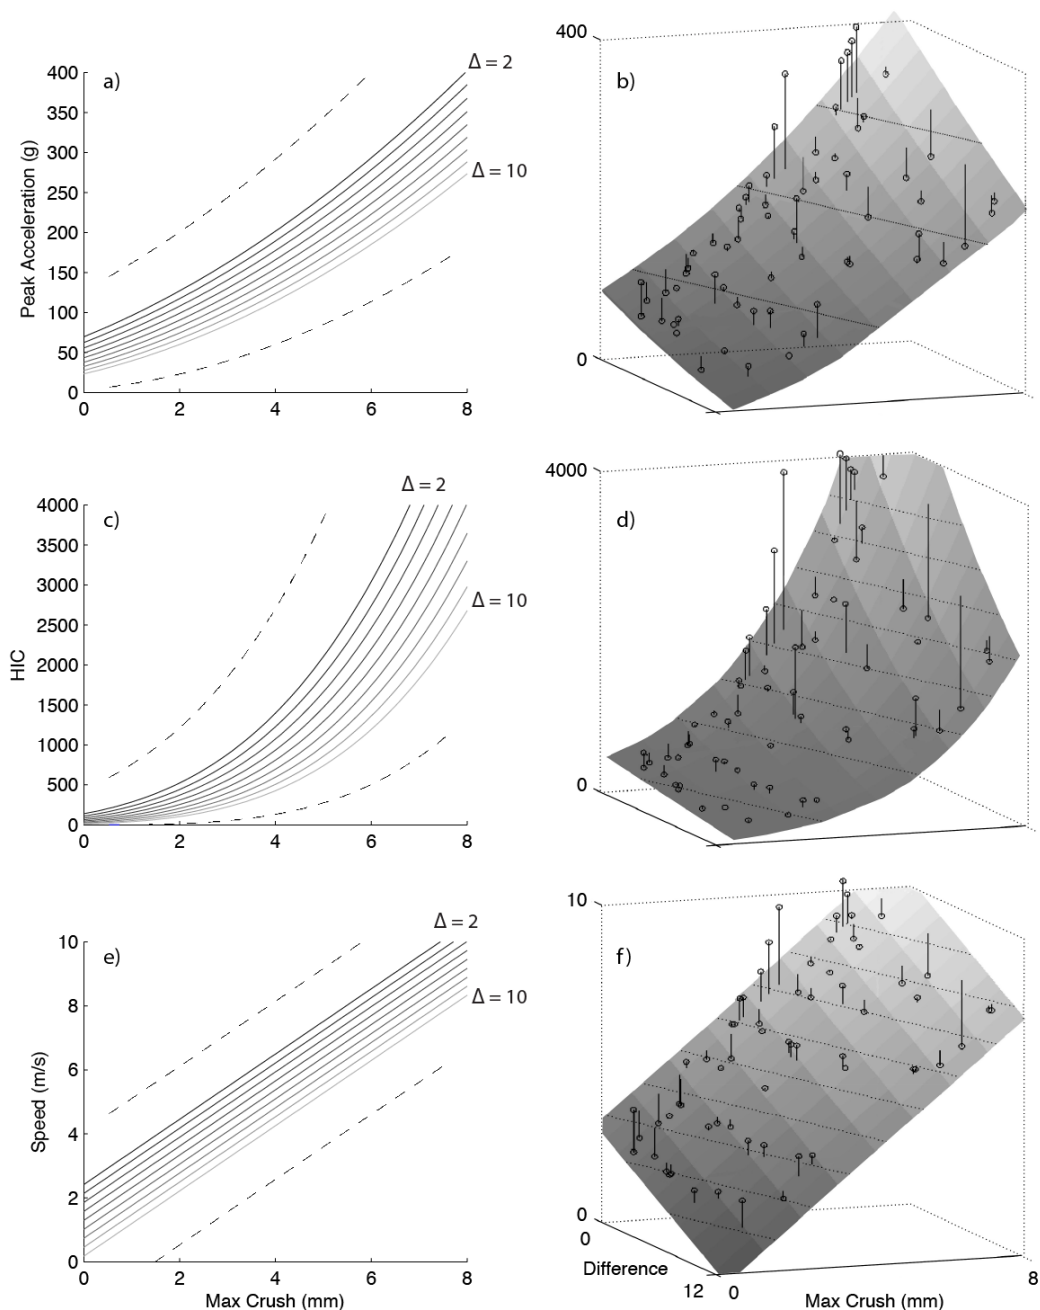 a)
Δ = 2
Δ = 10
400
350
300
250
200
150
100
50
0
Peak Acceleration (g)
0 2 4 6 8
b)
400
0
c)
Δ = 2
Δ = 10
4000
3500
3000
2500
2000
1500
1000
500
0
HIC
0 2 4 6 8
d)
4000
0
e)
Δ = 2
Δ = 10
10
8
6
4
2
0
Speed (m/s)
0 2 4 6 8
Max Crush (mm)
f)
10
0
0
Difference
12
0
8
Max Crush (mm)